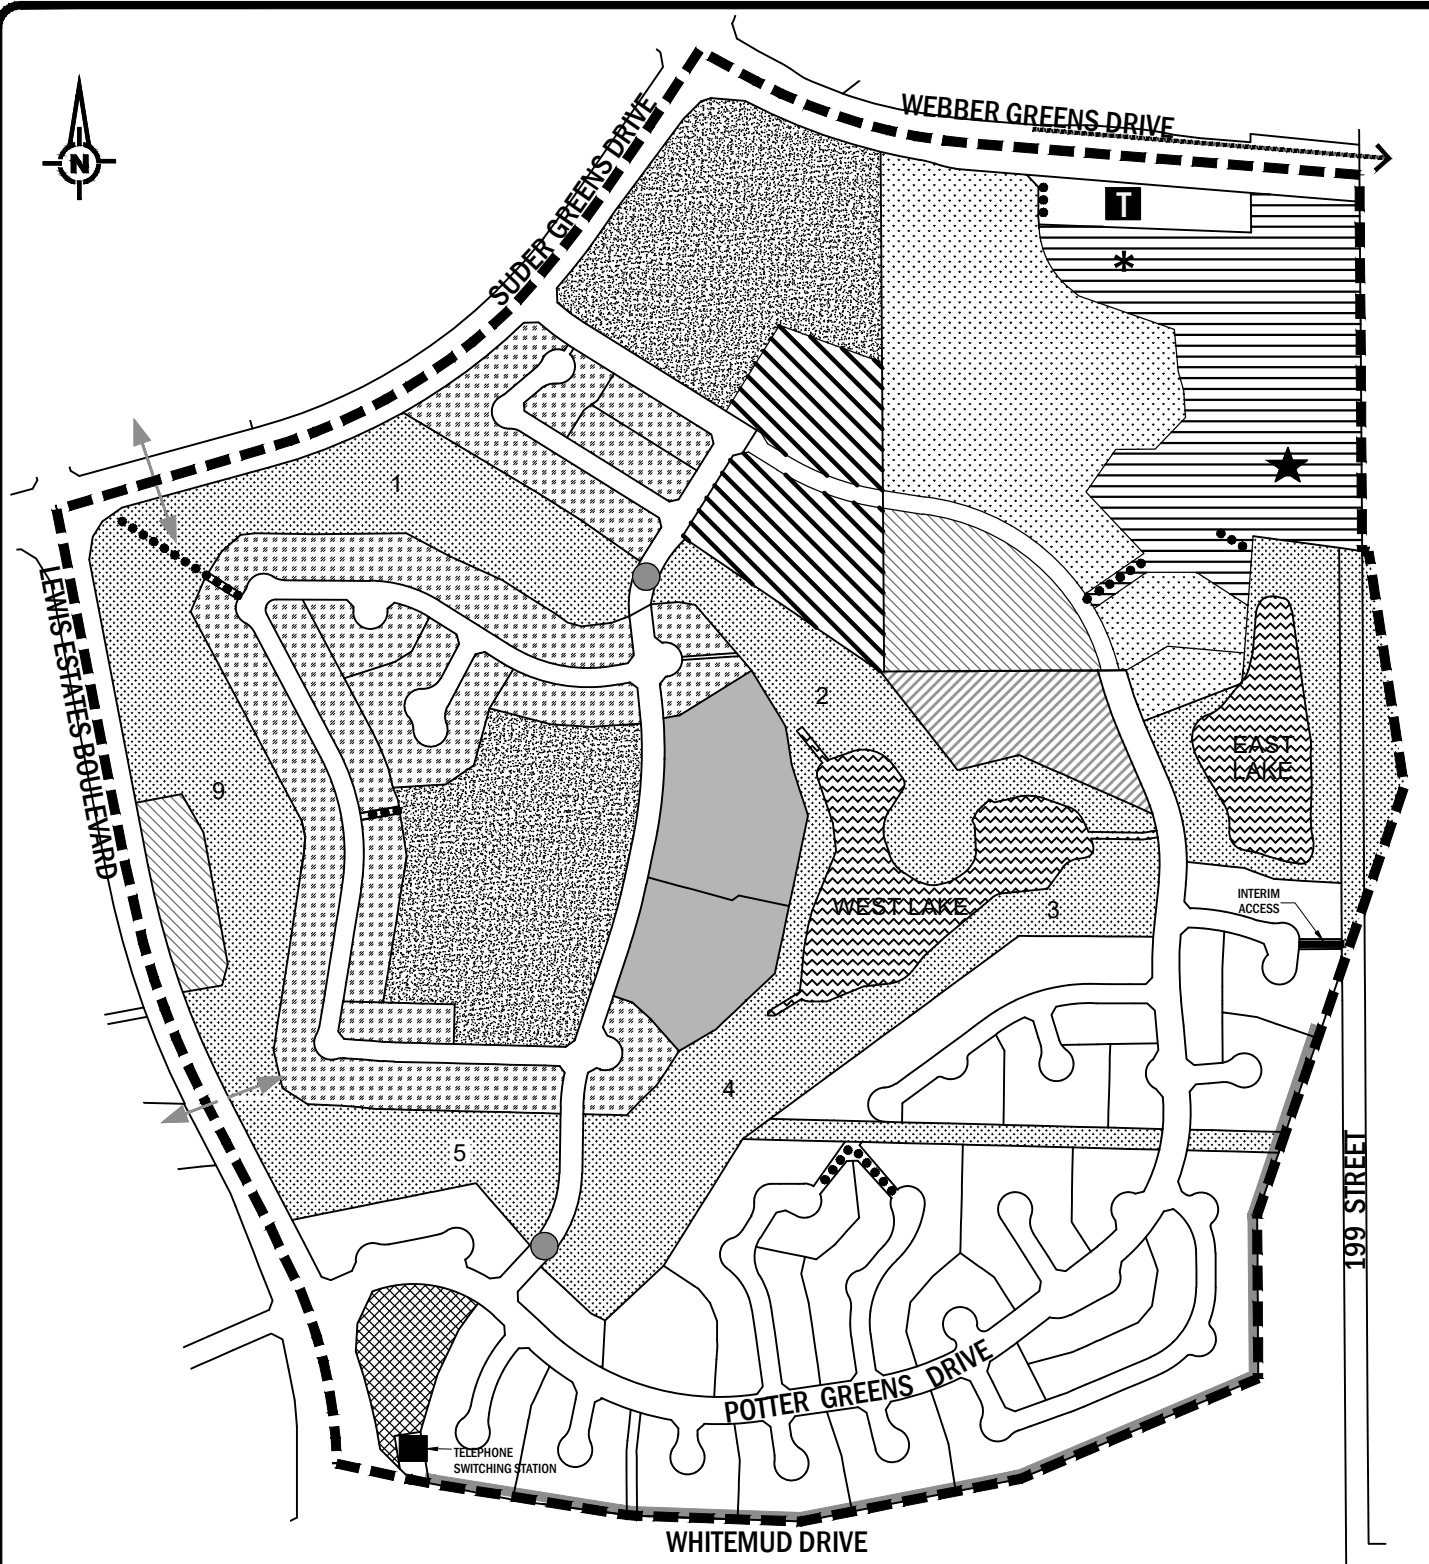 WEBBER GREENS DRIVE
N
SUDER GREENS DRIVE
T
*
1
LEWIS ESTATES BOULEVARD
2
EAST
LAKE
9
WEST LAKE
3
INTERIM
ACCESS
4
5
199 STREET
POTTER GREENS DRIVE
TELEPHONE
SWITCHING STATION
WHITEMUD DRIVE